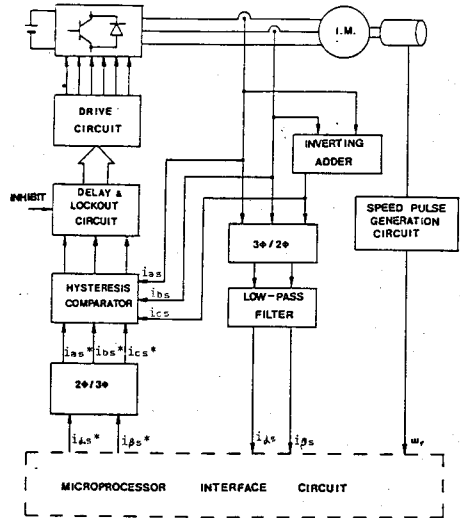 I.M.
DRIVE
CIRCUIT
INVERTING
ADDER
INHIBIT
DELAY &
LOCKOUT
CIRCUIT
SPEED PULSE
GENERATION
CIRCUIT
3Φ/2Φ
ias
ibs
ics
HYSTERESIS
COMPARATOR
LOW-PASS
FILTER
ias* ibs* ics*
2Φ/3Φ
iαs* iβs*
iαs iβs
ωr
MICROPROCESSOR INTERFACE CIRCUIT